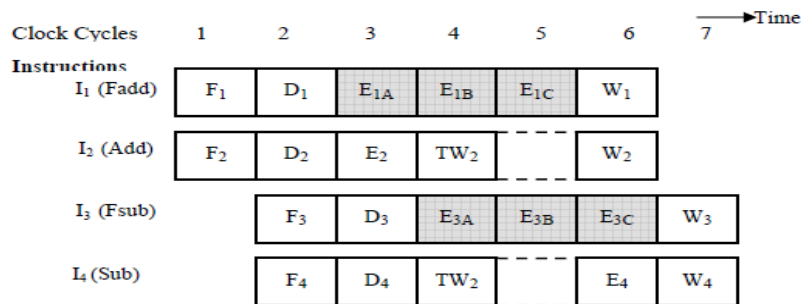 Time
Clock Cycles 1 2 3 4 5 6 7
Instructions
I₁ (Fadd) F₁ D₁ E₁A E₁B E₁C W₁
I₂ (Add) F₂ D₂ E₂ TW₂ W₂
I₃ (Fsub) F₃ D₃ E₃A E₃B E₃C W₃
I₄ (Sub) F₄ D₄ TW₂ E₄ W₄